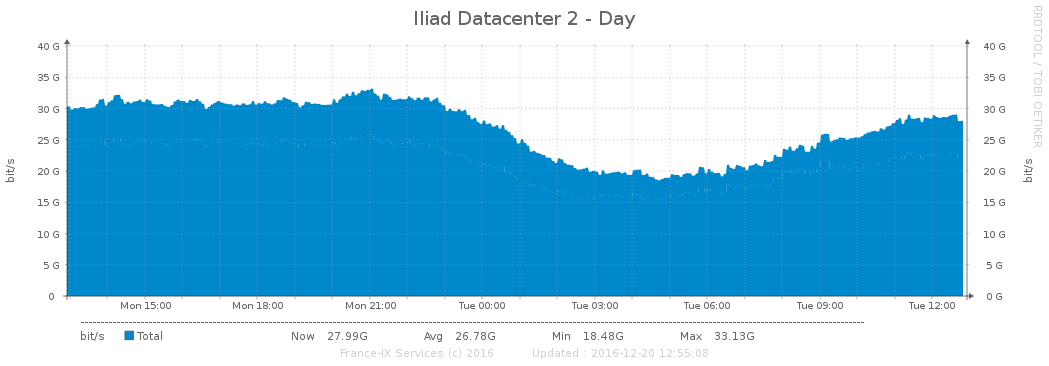 Iliad Datacenter 2 - Day
RRDTOOL / TOBI OETIKER
40 G 40 G
35 G 35 G
30 G 30 G
25 G 25 G
20 G 20 G
15 G 15 G
10 G 10 G
5 G 5 G
0 0 G
bit/s
bit/s
Mon 15:00 Mon 18:00 Mon 21:00 Tue 00:00 Tue 03:00 Tue 06:00 Tue 09:00 Tue 12:00
bit/s Total Now 27.99G Avg 26.78G Min 18.48G Max 33.13G
France-IX Services (c) 2016 Updated : 2016-12-20 12:55:08